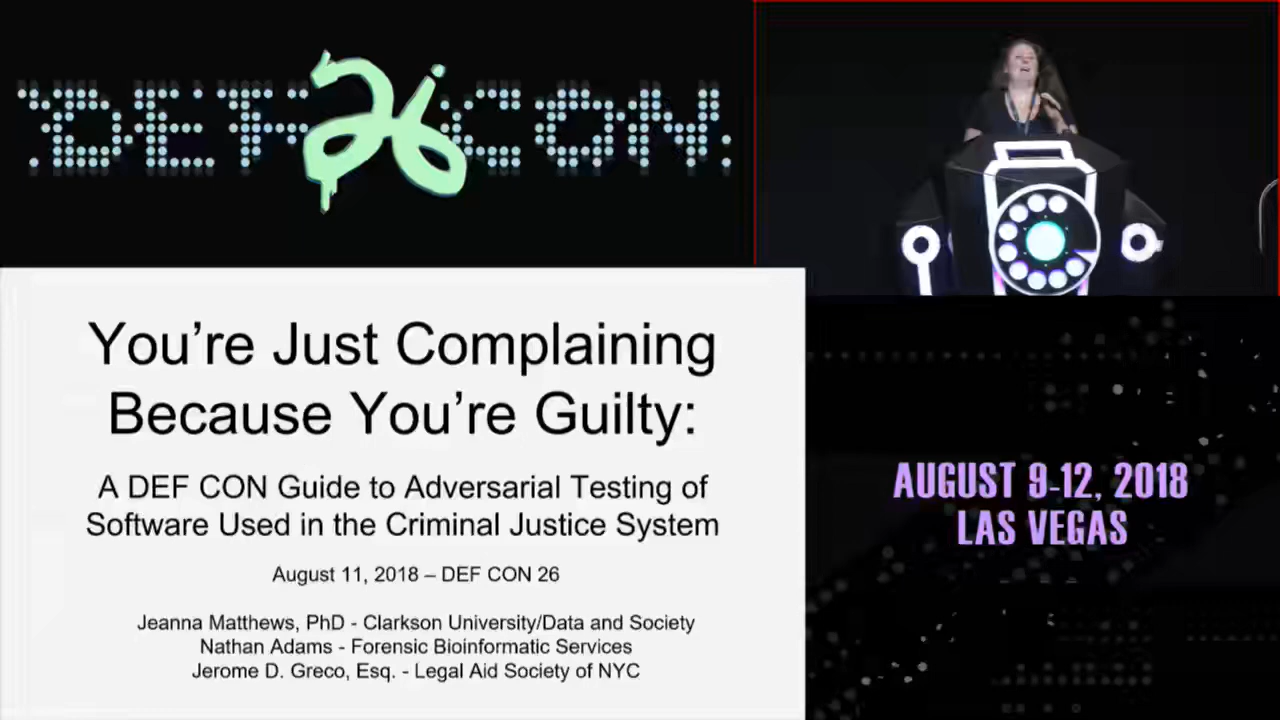 DEF CON
26
You're Just Complaining
Because You're Guilty:
A DEF CON Guide to Adversarial Testing of
Software Used in the Criminal Justice System
August 11, 2018 – DEF CON 26
Jeanna Matthews, PhD - Clarkson University/Data and Society
Nathan Adams - Forensic Bioinformatic Services
Jerome D. Greco, Esq. - Legal Aid Society of NYC
AUGUST 9-12, 2018
LAS VEGAS